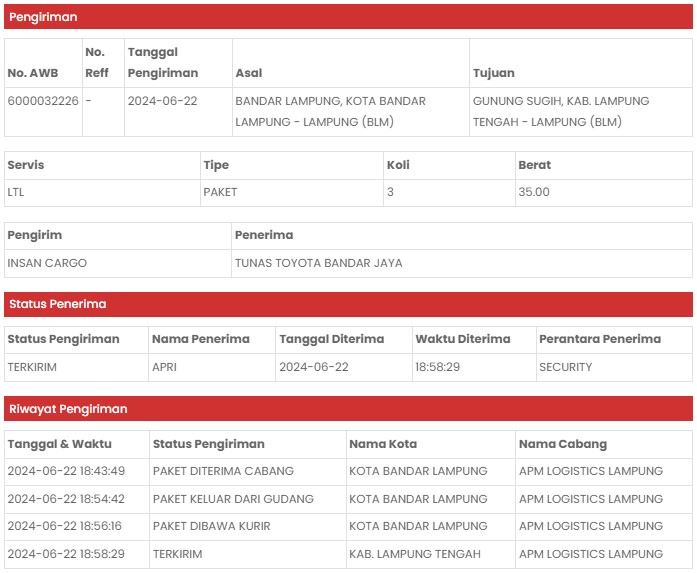 Pengiriman
No. AWB No. Reff Tanggal Pengiriman Asal Tujuan
6000032226 - 2024-06-22 BANDAR LAMPUNG, KOTA BANDAR LAMPUNG - LAMPUNG (BLM) GUNUNG SUGIH, KAB. LAMPUNG TENGAH - LAMPUNG (BLM)
Servis Tipe Koli Berat
LTL PAKET 3 35.00
Pengirim Penerima
INSAN CARGO TUNAS TOYOTA BANDAR JAYA
Status Penerima
Status Pengiriman Nama Penerima Tanggal Diterima Waktu Diterima Perantara Penerima
TERKIRIM APRI 2024-06-22 18:58:29 SECURITY
Riwayat Pengiriman
Tanggal & Waktu Status Pengiriman Nama Kota Nama Cabang
2024-06-22 18:43:49 PAKET DITERIMA CABANG KOTA BANDAR LAMPUNG APM LOGISTICS LAMPUNG
2024-06-22 18:54:42 PAKET KELUAR DARI GUDANG KOTA BANDAR LAMPUNG APM LOGISTICS LAMPUNG
2024-06-22 18:56:16 PAKET DIBAWA KURIR KOTA BANDAR LAMPUNG APM LOGISTICS LAMPUNG
2024-06-22 18:58:29 TERKIRIM KAB. LAMPUNG TENGAH APM LOGISTICS LAMPUNG